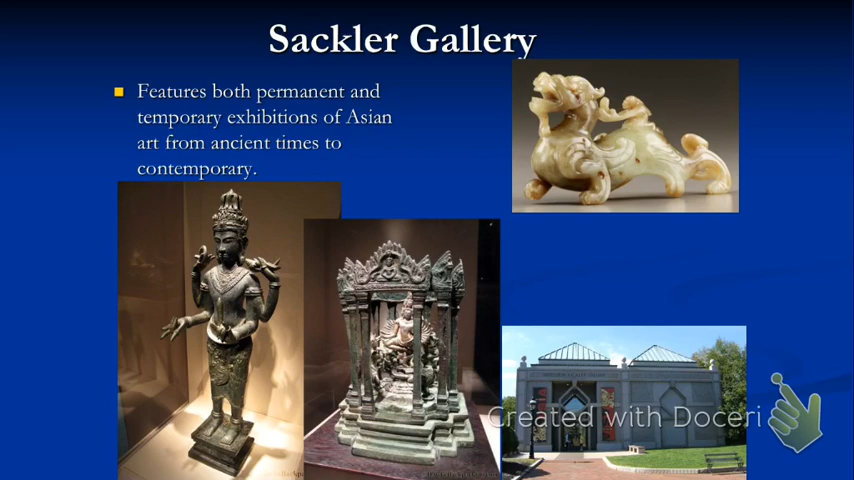 Sackler Gallery
Features both permanent and
temporary exhibitions of Asian
art from ancient times to
contemporary.
Created with Doceri